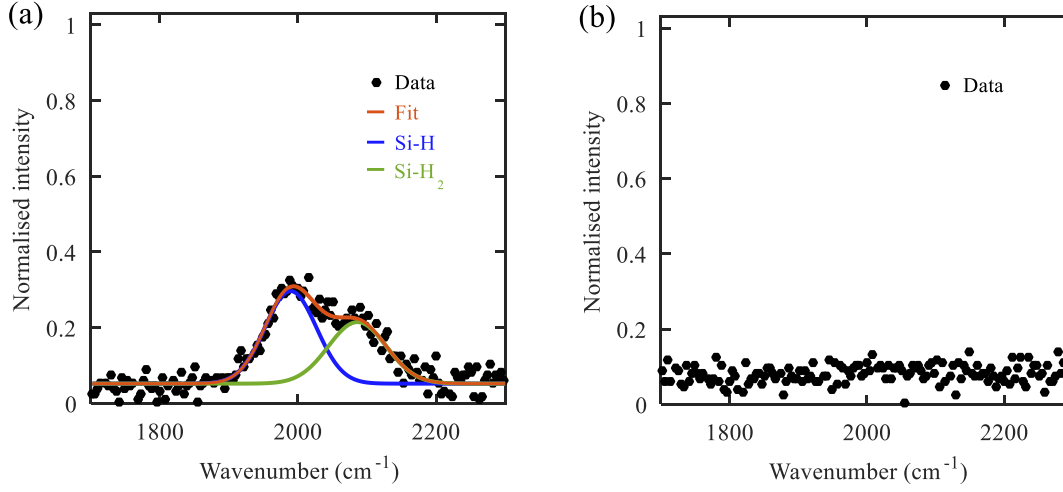 (a)
1
0.8
0.6
0.4
0.2
0
Normalised intensity
1800
2000
2200
Wavenumber (cm⁻¹)
Data
Fit
Si-H
Si-H₂
(b)
1
0.8
0.6
0.4
0.2
0
Normalised intensity
1800
2000
2200
Wavenumber (cm⁻¹)
Data